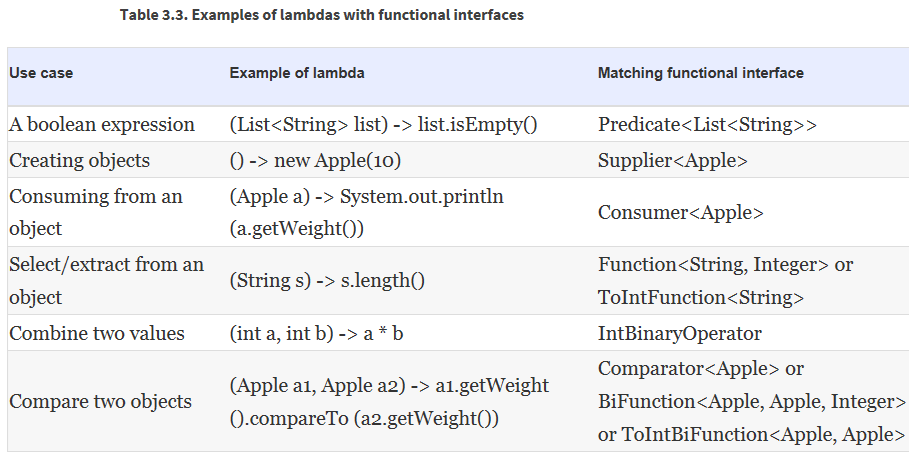 Table 3.3. Examples of lambdas with functional interfaces
Use case Example of lambda Matching functional interface
A boolean expression (List<String> list) -> list.isEmpty() Predicate<List<String>>
Creating objects () -> new Apple(10) Supplier<Apple>
Consuming from an object (Apple a) -> System.out.println (a.getWeight()) Consumer<Apple>
Select/extract from an object (String s) -> s.length() Function<String, Integer> or ToIntFunction<String>
Combine two values (int a, int b) -> a * b IntBinaryOperator
Compare two objects (Apple a1, Apple a2) -> a1.getWeight ().compareTo (a2.getWeight()) Comparator<Apple> or BiFunction<Apple, Apple, Integer> or ToIntBiFunction<Apple, Apple>